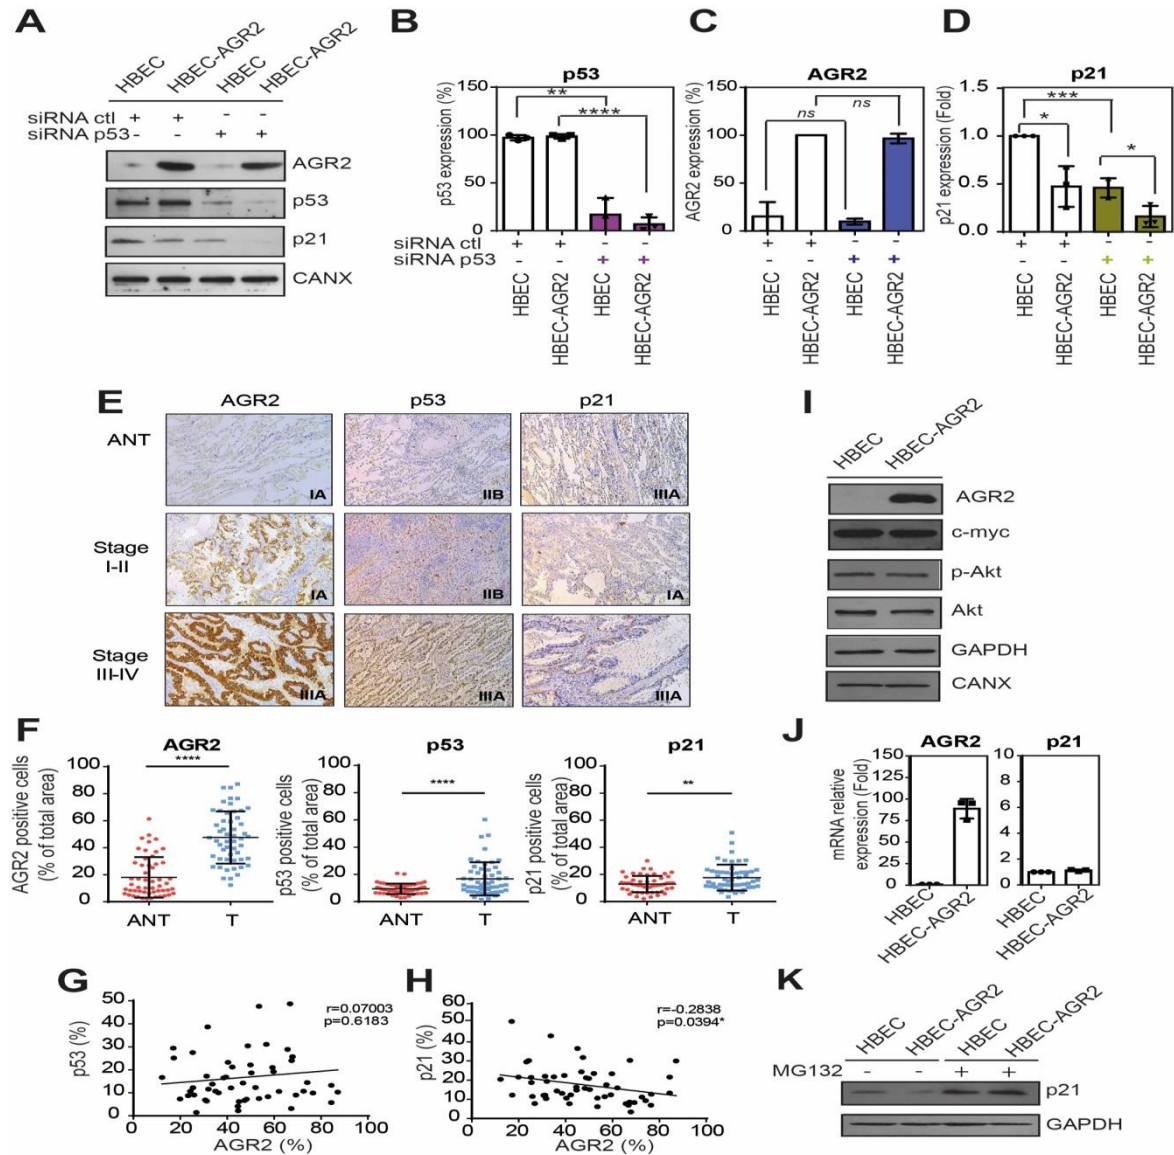 A
HBEC
HBEC-AGR2
HBEC
HBEC-AGR2
siRNA ctl + + - -
siRNA p53 - - + +
AGR2
p53
p21
CANX
B
p53
p53 expression (%)
150
100
50
0
**
****
siRNA ctl + + - -
siRNA p53 - - + +
HBEC
HBEC-AGR2
HBEC
HBEC-AGR2
C
AGR2
AGR2 expression (%)
150
100
50
0
ns
ns
+ + - -
- - + +
HBEC
HBEC-AGR2
HBEC
HBEC-AGR2
D
p21
p21 expression (Fold)
1.5
1.0
0.5
0.0
***
*
*
+ + - -
- - + +
HBEC
HBEC-AGR2
HBEC
HBEC-AGR2
E
AGR2 p53 p21
ANT
IA IIB IIIA
Stage
I-II
IA IIB IA
Stage
III-IV
IIIA IIIA IIIA
F
AGR2
AGR2 positive cells
(% of total area)
100
80
60
40
20
0
****
ANT T
p53
p53 positive cells
(% of total area)
100
80
60
40
20
0
****
ANT T
p21
p21 positive cells
(% of total area)
100
80
60
40
20
0
**
ANT T
G
p53 (%)
50
40
30
20
10
0
r=0.07003
p=0.6183
0 20 40 60 80 100
AGR2 (%)
H
p21 (%)
60
50
40
30
20
10
0
r=-0.2838
p=0.0394*
0 20 40 60 80 100
AGR2 (%)
I
HBEC
HBEC-AGR2
AGR2
c-myc
p-Akt
Akt
GAPDH
CANX
J
mRNA relative
expression (Fold)
AGR2
150
125
100
75
50
25
0
HBEC
HBEC-AGR2
p21
10
8
6
4
2
0
HBEC
HBEC-AGR2
K
HBEC
HBEC-AGR2
HBEC
HBEC-AGR2
MG132 - - + +
p21
GAPDH